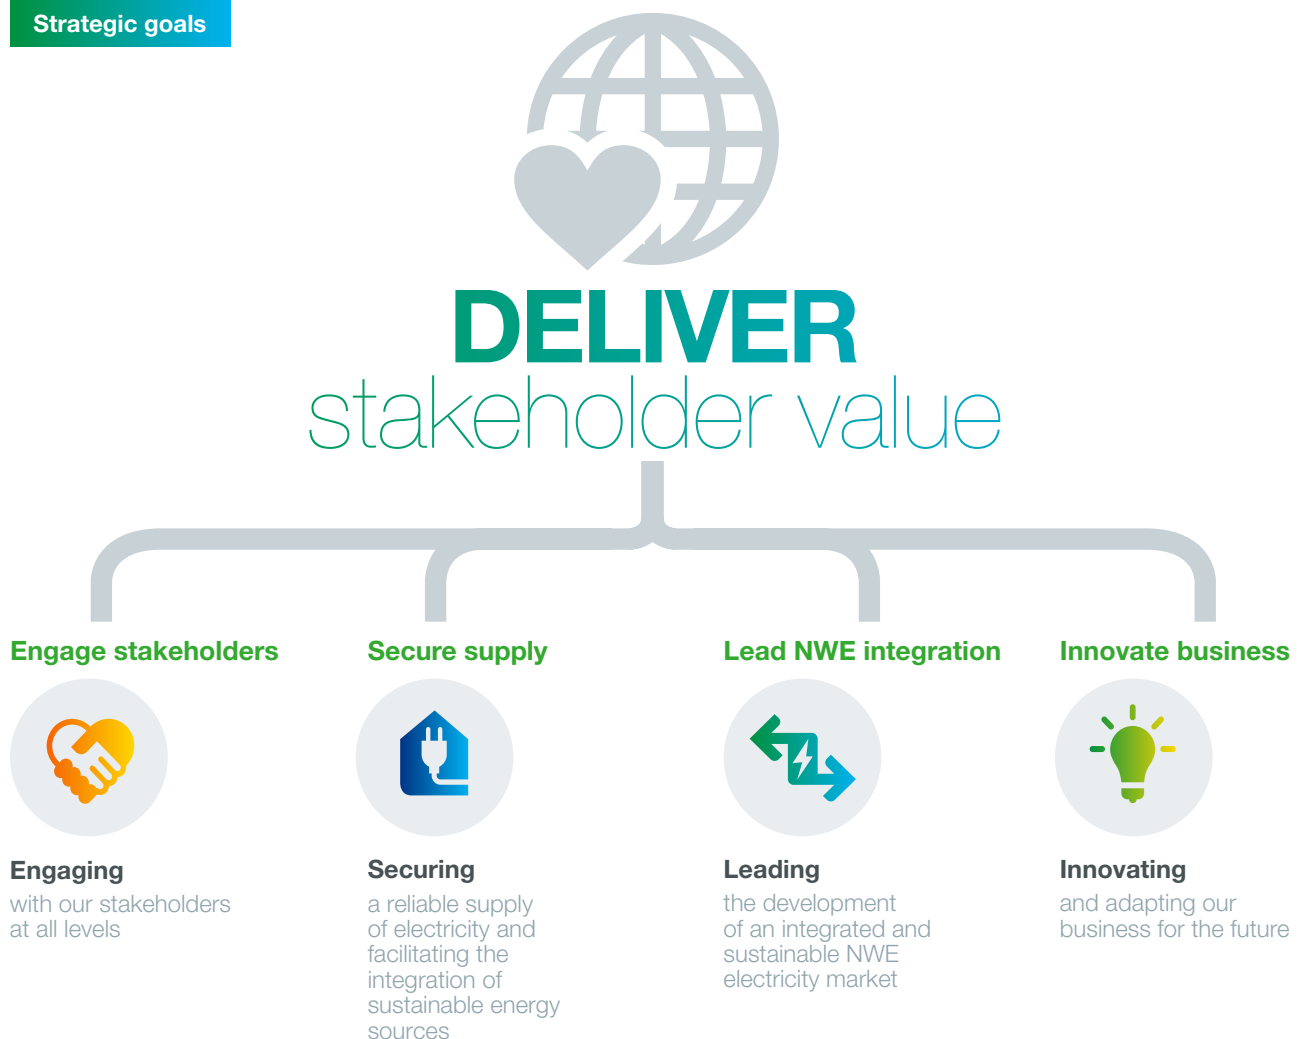 Strategic goals
DELIVER
stakeholder value
Engage stakeholders
Engaging
with our stakeholders
at all levels
Secure supply
Securing
a reliable supply
of electricity and
facilitating the
integration of
sustainable energy
sources
Lead NWE integration
Leading
the development
of an integrated and
sustainable NWE
electricity market
Innovate business
Innovating
and adapting our
business for the future